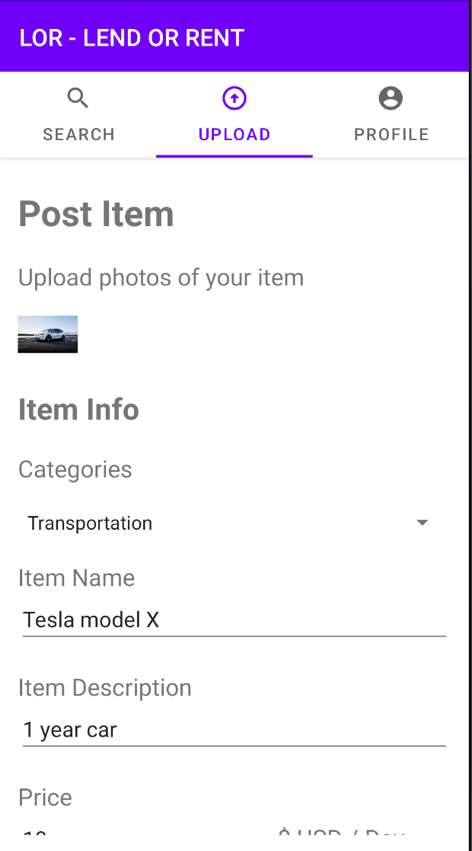 LOR - LEND OR RENT
SEARCH
UPLOAD
PROFILE
Post Item
Upload photos of your item
Item Info
Categories
Transportation
Item Name
Tesla model X
Item Description
1 year car
Price
$ USD / Day